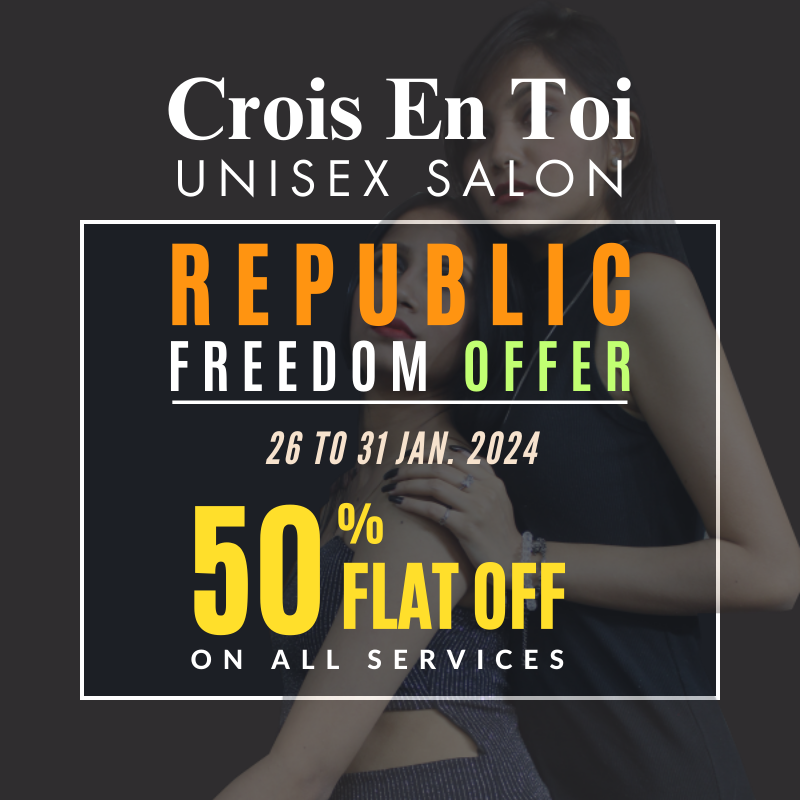 Crois En Toi
UNISEX SALON
REPUBLIC
FREEDOM OFFER
26 TO 31 JAN. 2024
50% FLAT OFF
ON ALL SERVICES